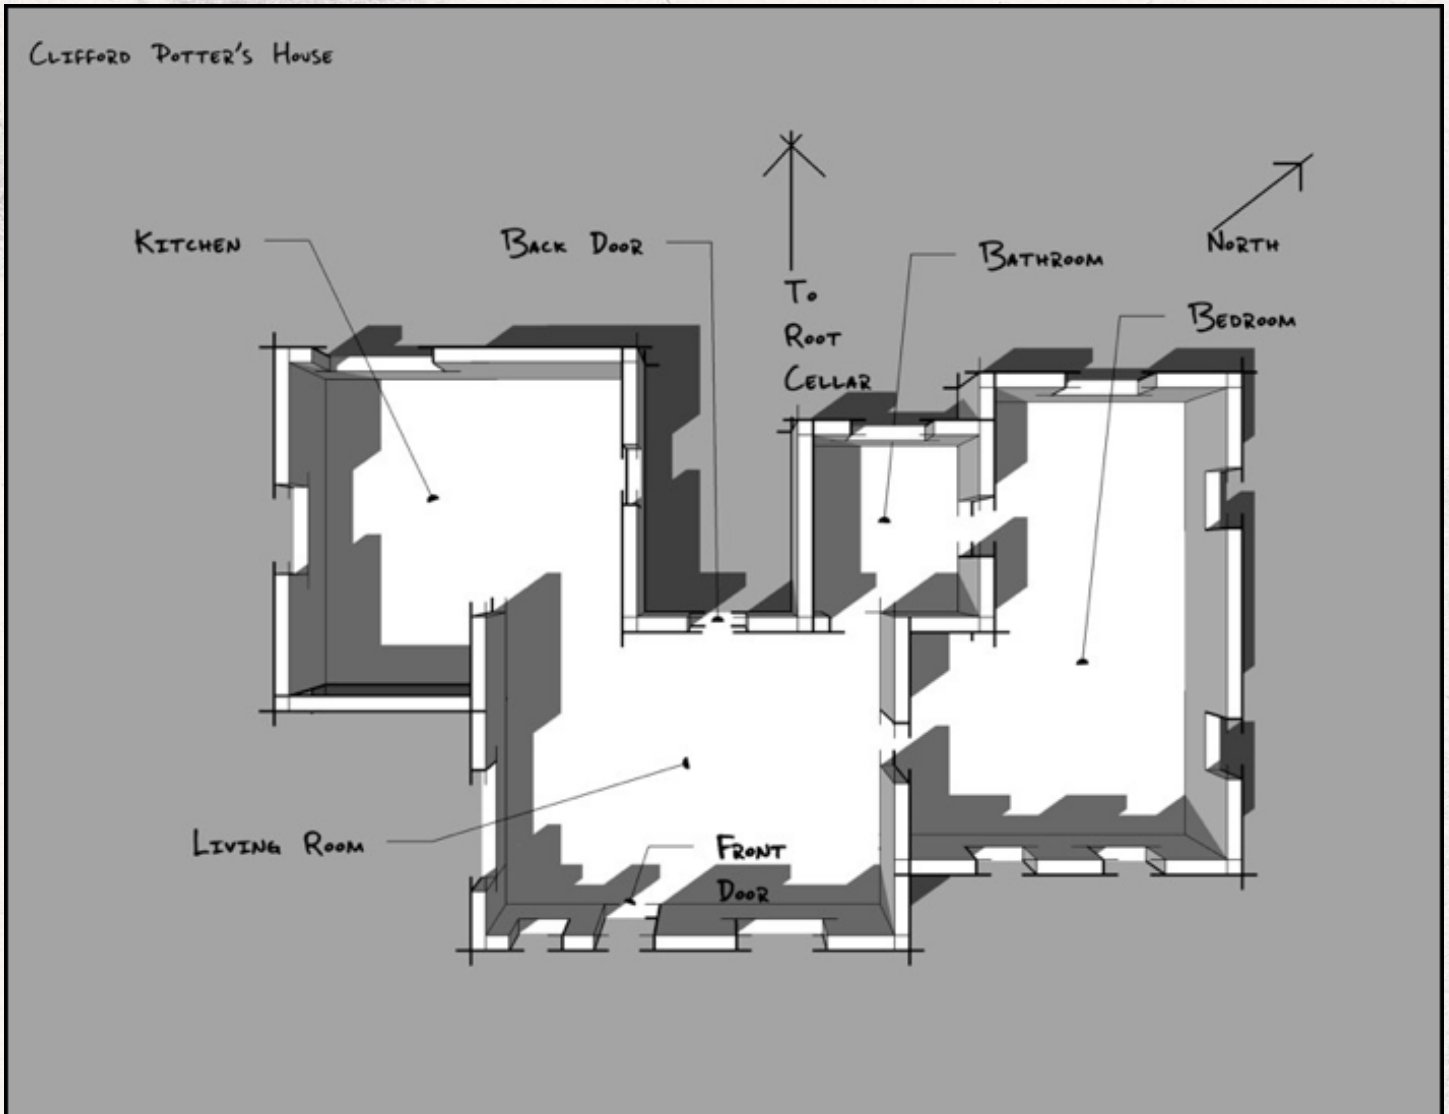 Clifford Potter's House
Kitchen
Back Door
To
Root
Cellar
Bathroom
North
Bedroom
Living Room
Front
Door